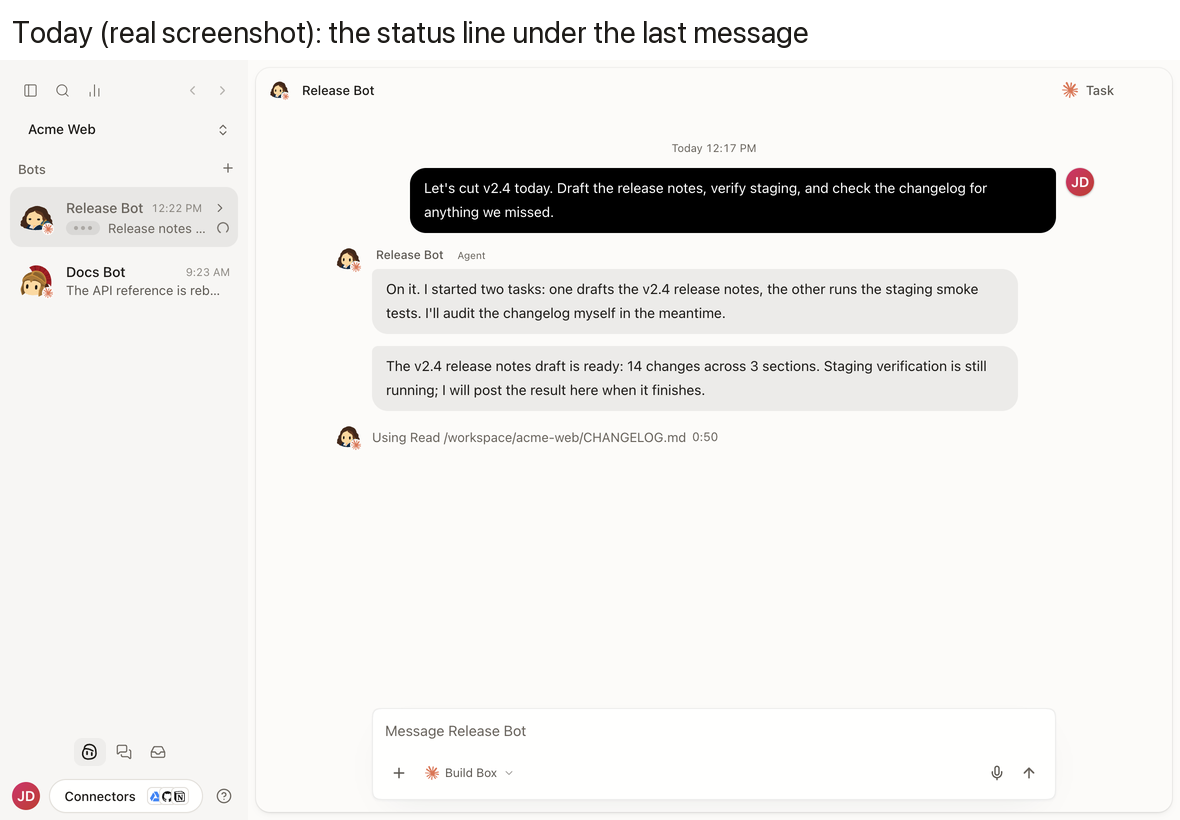 Today (real screenshot): the status line under the last message
Acme Web
Bots
Release Bot 12:22 PM
Release notes ...
Docs Bot 9:23 AM
The API reference is reb...
JD
Connectors
Release Bot
Task
Today 12:17 PM
Let's cut v2.4 today. Draft the release notes, verify staging, and check the changelog for
anything we missed.
JD
Release Bot Agent
On it. I started two tasks: one drafts the v2.4 release notes, the other runs the staging smoke
tests. I'll audit the changelog myself in the meantime.
The v2.4 release notes draft is ready: 14 changes across 3 sections. Staging verification is still
running; I will post the result here when it finishes.
Using Read /workspace/acme-web/CHANGELOG.md 0:50
Message Release Bot
Build Box